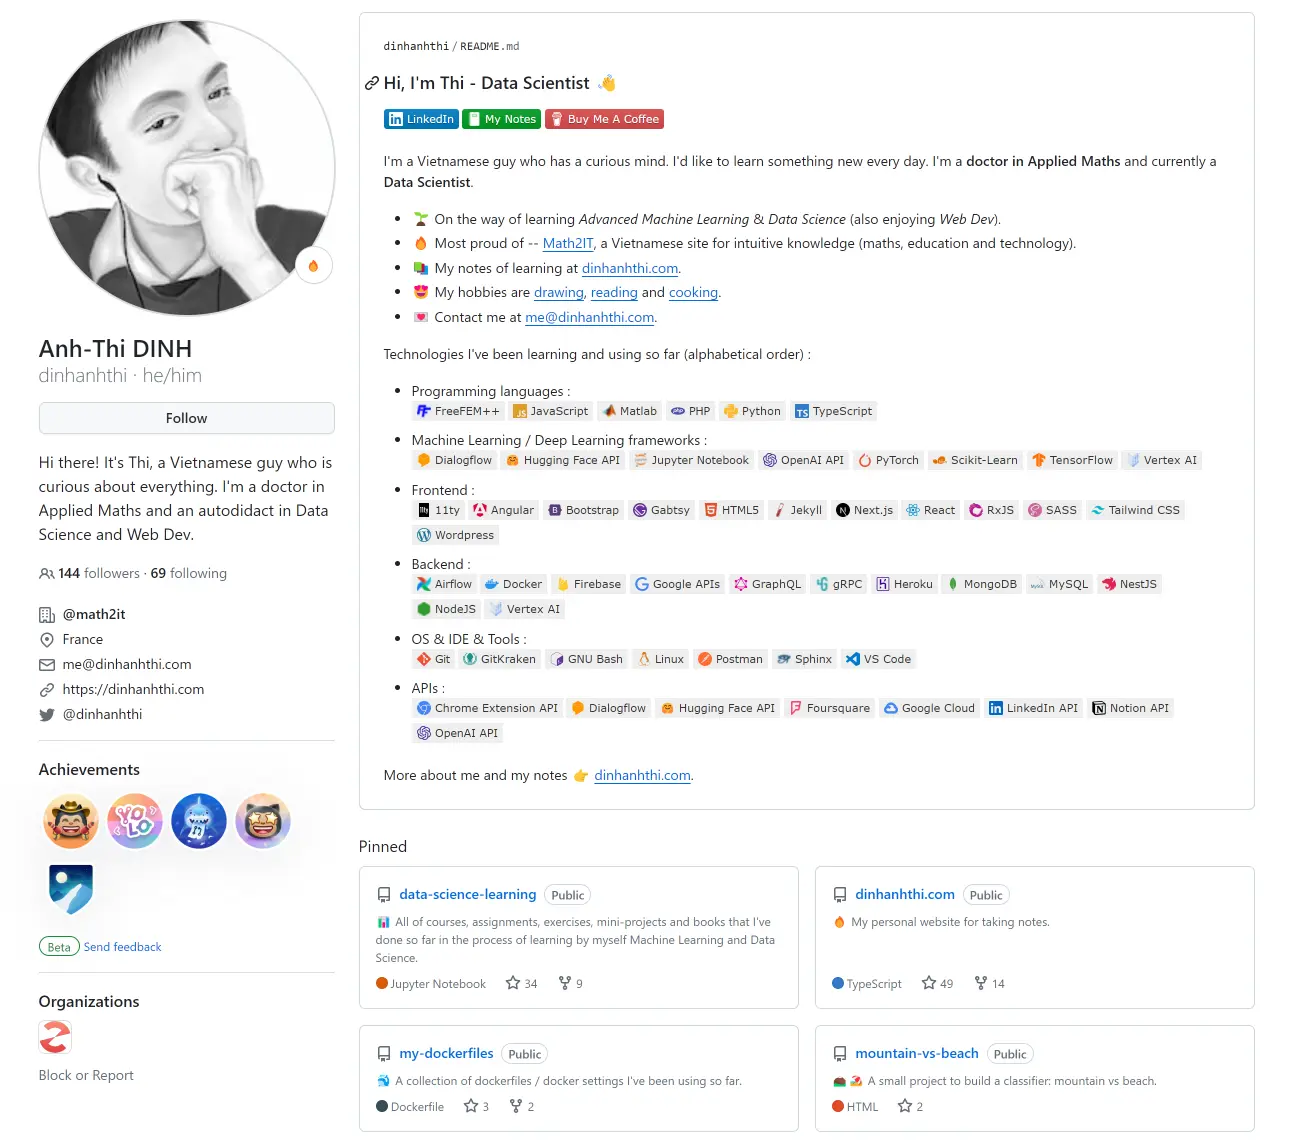 dinhanhthi / README.md
Hi, I'm Thi - Data Scientist 👋
LinkedIn My Notes Buy Me A Coffee
I'm a Vietnamese guy who has a curious mind. I'd like to learn something new every day. I'm a doctor in Applied Maths and currently a
Data Scientist.
On the way of learning Advanced Machine Learning & Data Science (also enjoying Web Dev).
Most proud of -- Math2IT, a Vietnamese site for intuitive knowledge (maths, education and technology).
My notes of learning at dinhanhthi.com.
My hobbies are drawing, reading and cooking.
Contact me at me@dinhanhthi.com.
Technologies I've been learning and using so far (alphabetical order) :
Programming languages :
FreeFEM++ JavaScript Matlab PHP Python TypeScript
Machine Learning / Deep Learning frameworks :
Dialogflow Hugging Face API Jupyter Notebook OpenAI API PyTorch Scikit-Learn TensorFlow Vertex AI
Frontend :
11ty Angular Bootstrap Gabtsy HTML5 Jekyll Next.js React RxJS SASS Tailwind CSS
Wordpress
Backend :
Airflow Docker Firebase Google APIs GraphQL gRPC Heroku MongoDB MySQL NestJS
NodeJS Vertex AI
OS & IDE & Tools :
Git GitKraken GNU Bash Linux Postman Sphinx VS Code
APIs :
Chrome Extension API Dialogflow Hugging Face API Foursquare Google Cloud LinkedIn API Notion API
OpenAI API
More about me and my notes 👉 dinhanhthi.com.
Anh-Thi DINH
dinhanhthi · he/him
Follow
Hi there! It's Thi, a Vietnamese guy who is
curious about everything. I'm a doctor in
Applied Maths and an autodidact in Data
Science and Web Dev.
144 followers · 69 following
@math2it
France
me@dinhanhthi.com
https://dinhanhthi.com
@dinhanhthi
Achievements
YOLO
Beta Send feedback
Organizations
Block or Report
Pinned
data-science-learning Public
All of courses, assignments, exercises, mini-projects and books that I've
done so far in the process of learning by myself Machine Learning and Data
Science.
Jupyter Notebook 34 9
dinhanhthi.com Public
My personal website for taking notes.
TypeScript 49 14
my-dockerfiles Public
A collection of dockerfiles / docker settings I've been using so far.
Dockerfile 3 2
mountain-vs-beach Public
A small project to build a classifier: mountain vs beach.
HTML 2